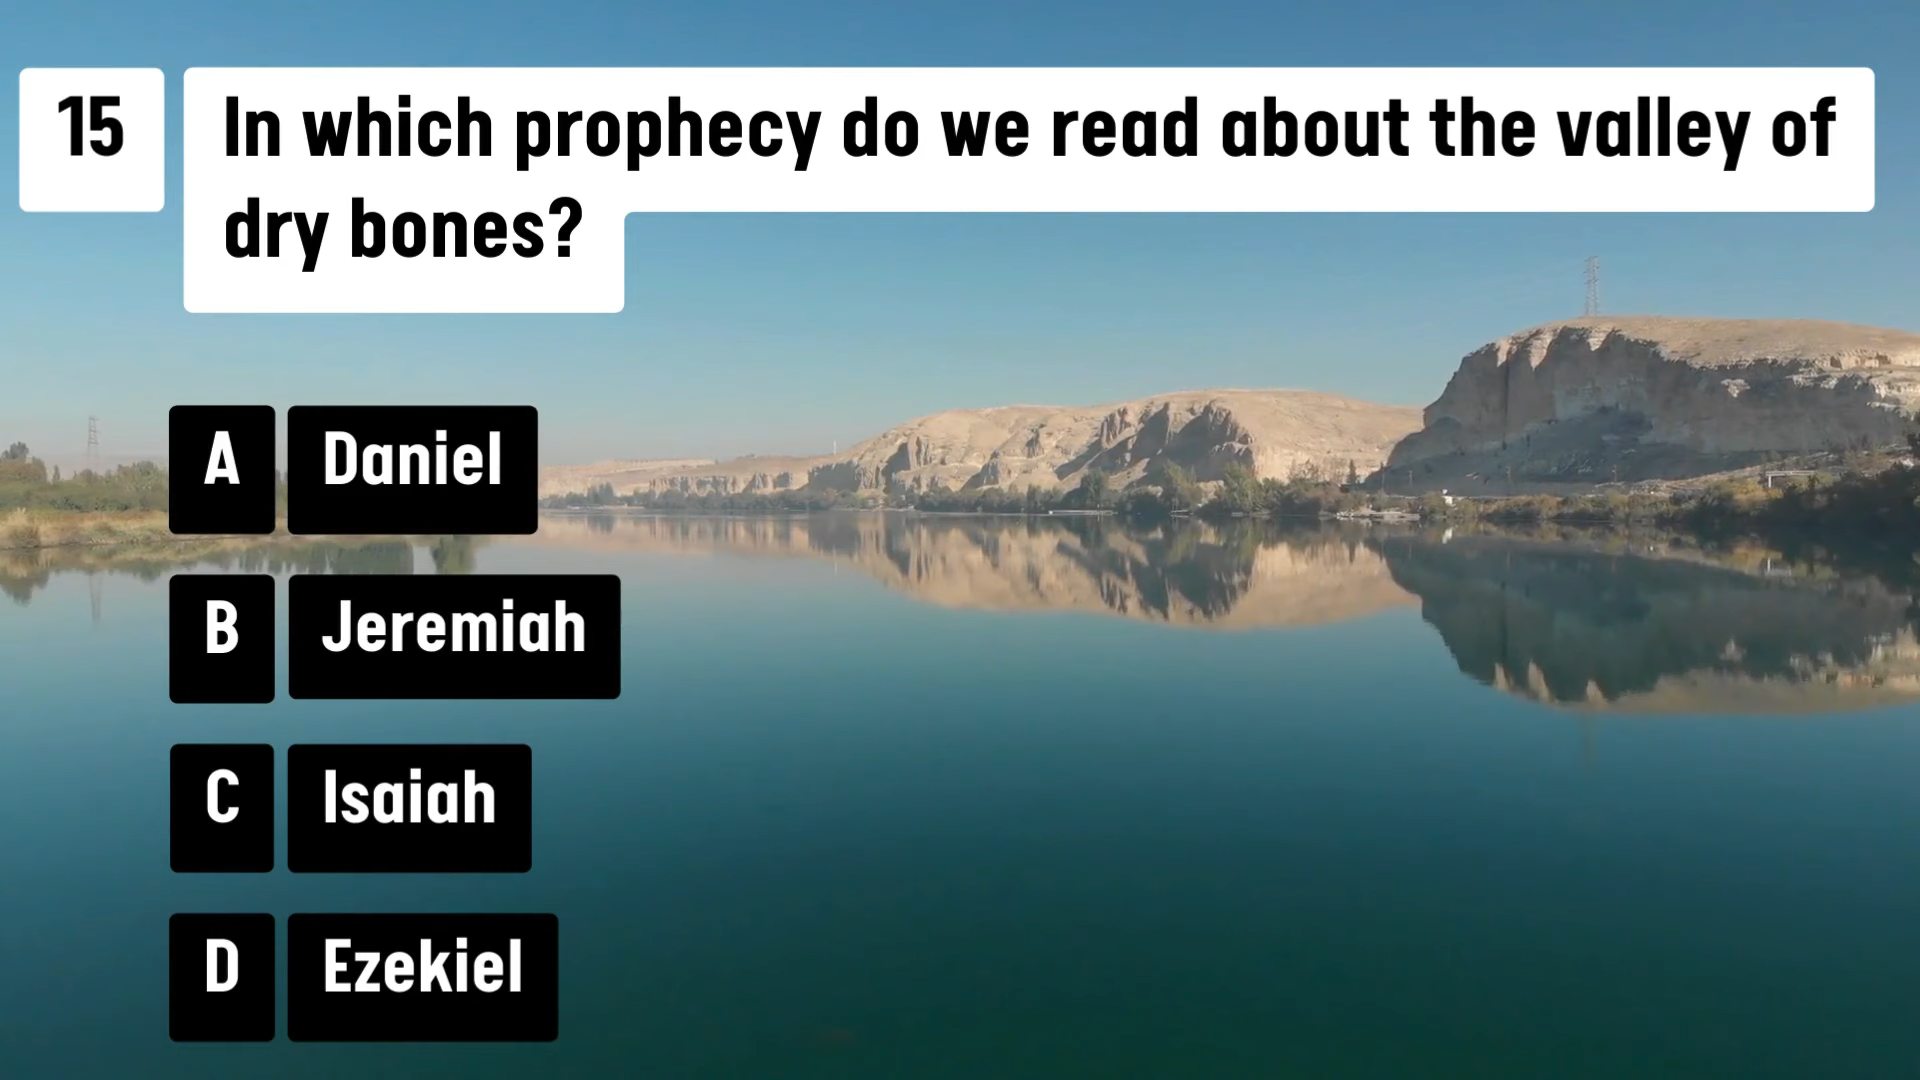 15
In which prophecy do we read about the valley of
dry bones?
A Daniel
B Jeremiah
C Isaiah
D Ezekiel